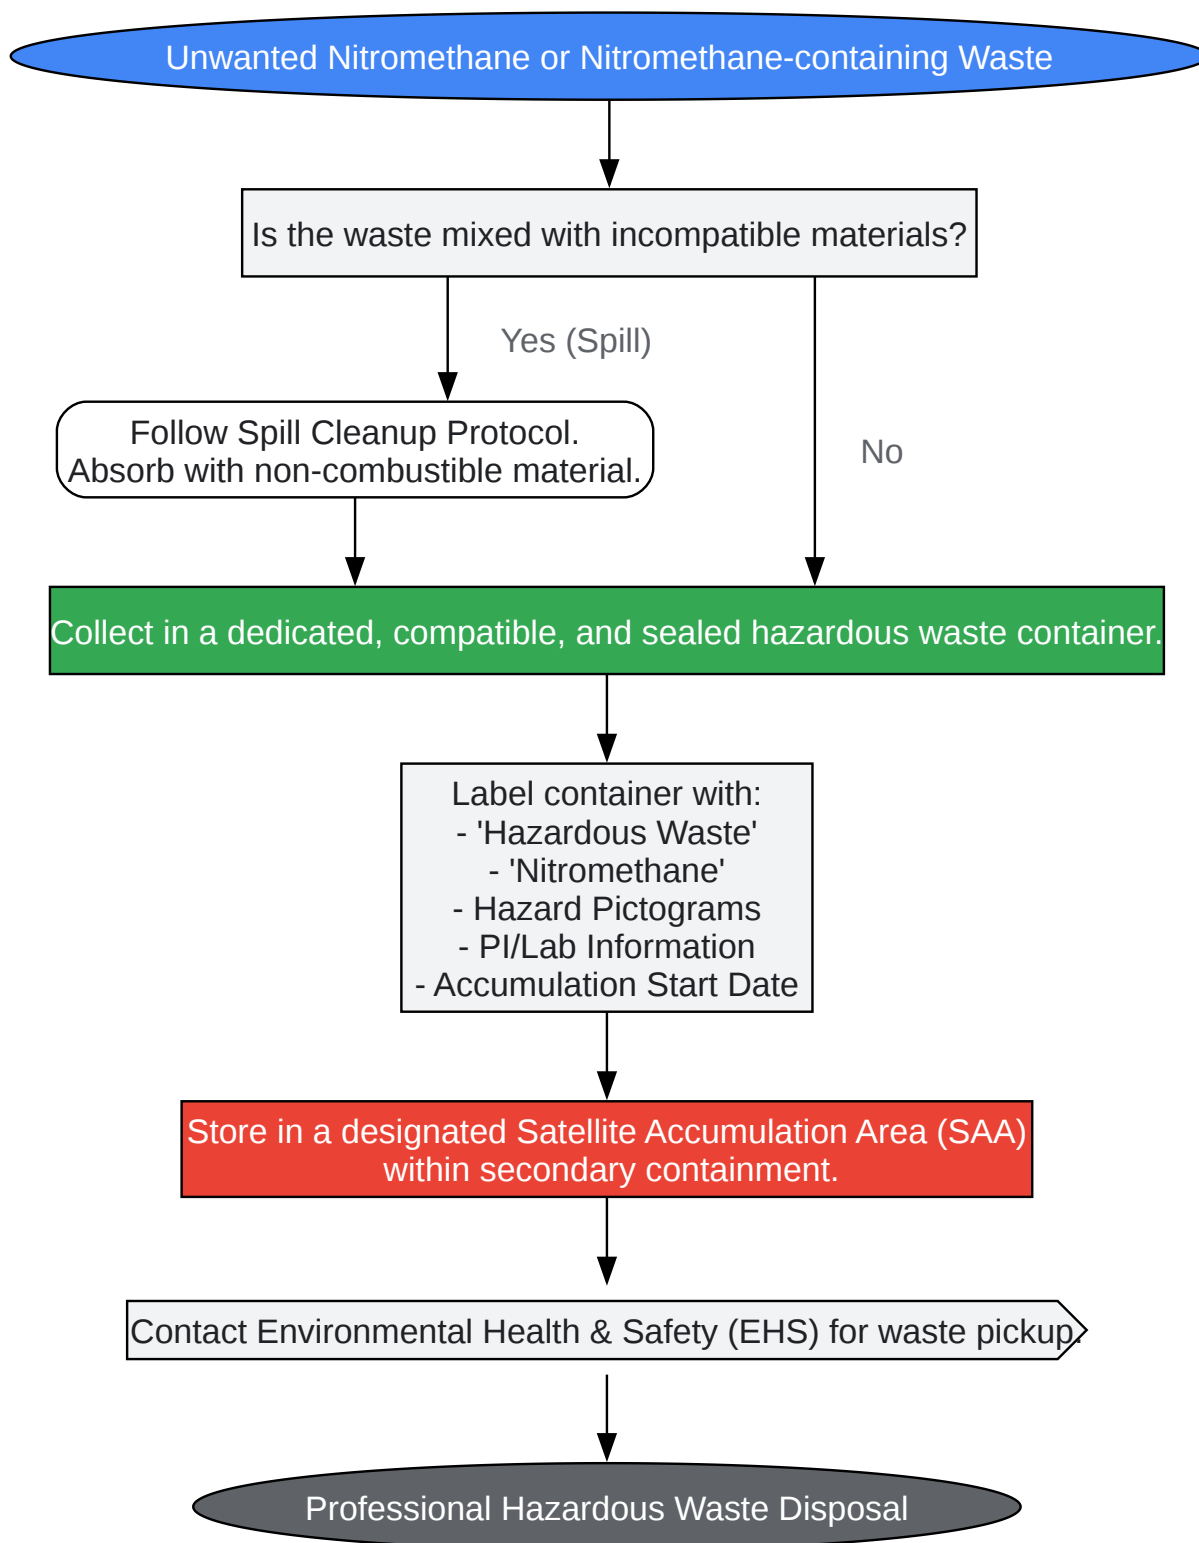 Unwanted Nitromethane or Nitromethane-containing Waste
Is the waste mixed with incompatible materials?
Yes (Spill)
Follow Spill Cleanup Protocol.
Absorb with non-combustible material.
No
Collect in a dedicated, compatible, and sealed hazardous waste container.
Label container with:
- 'Hazardous Waste'
- 'Nitromethane'
- Hazard Pictograms
- PI/Lab Information
- Accumulation Start Date
Store in a designated Satellite Accumulation Area (SAA)
within secondary containment.
Contact Environmental Health & Safety (EHS) for waste pickup.
Professional Hazardous Waste Disposal